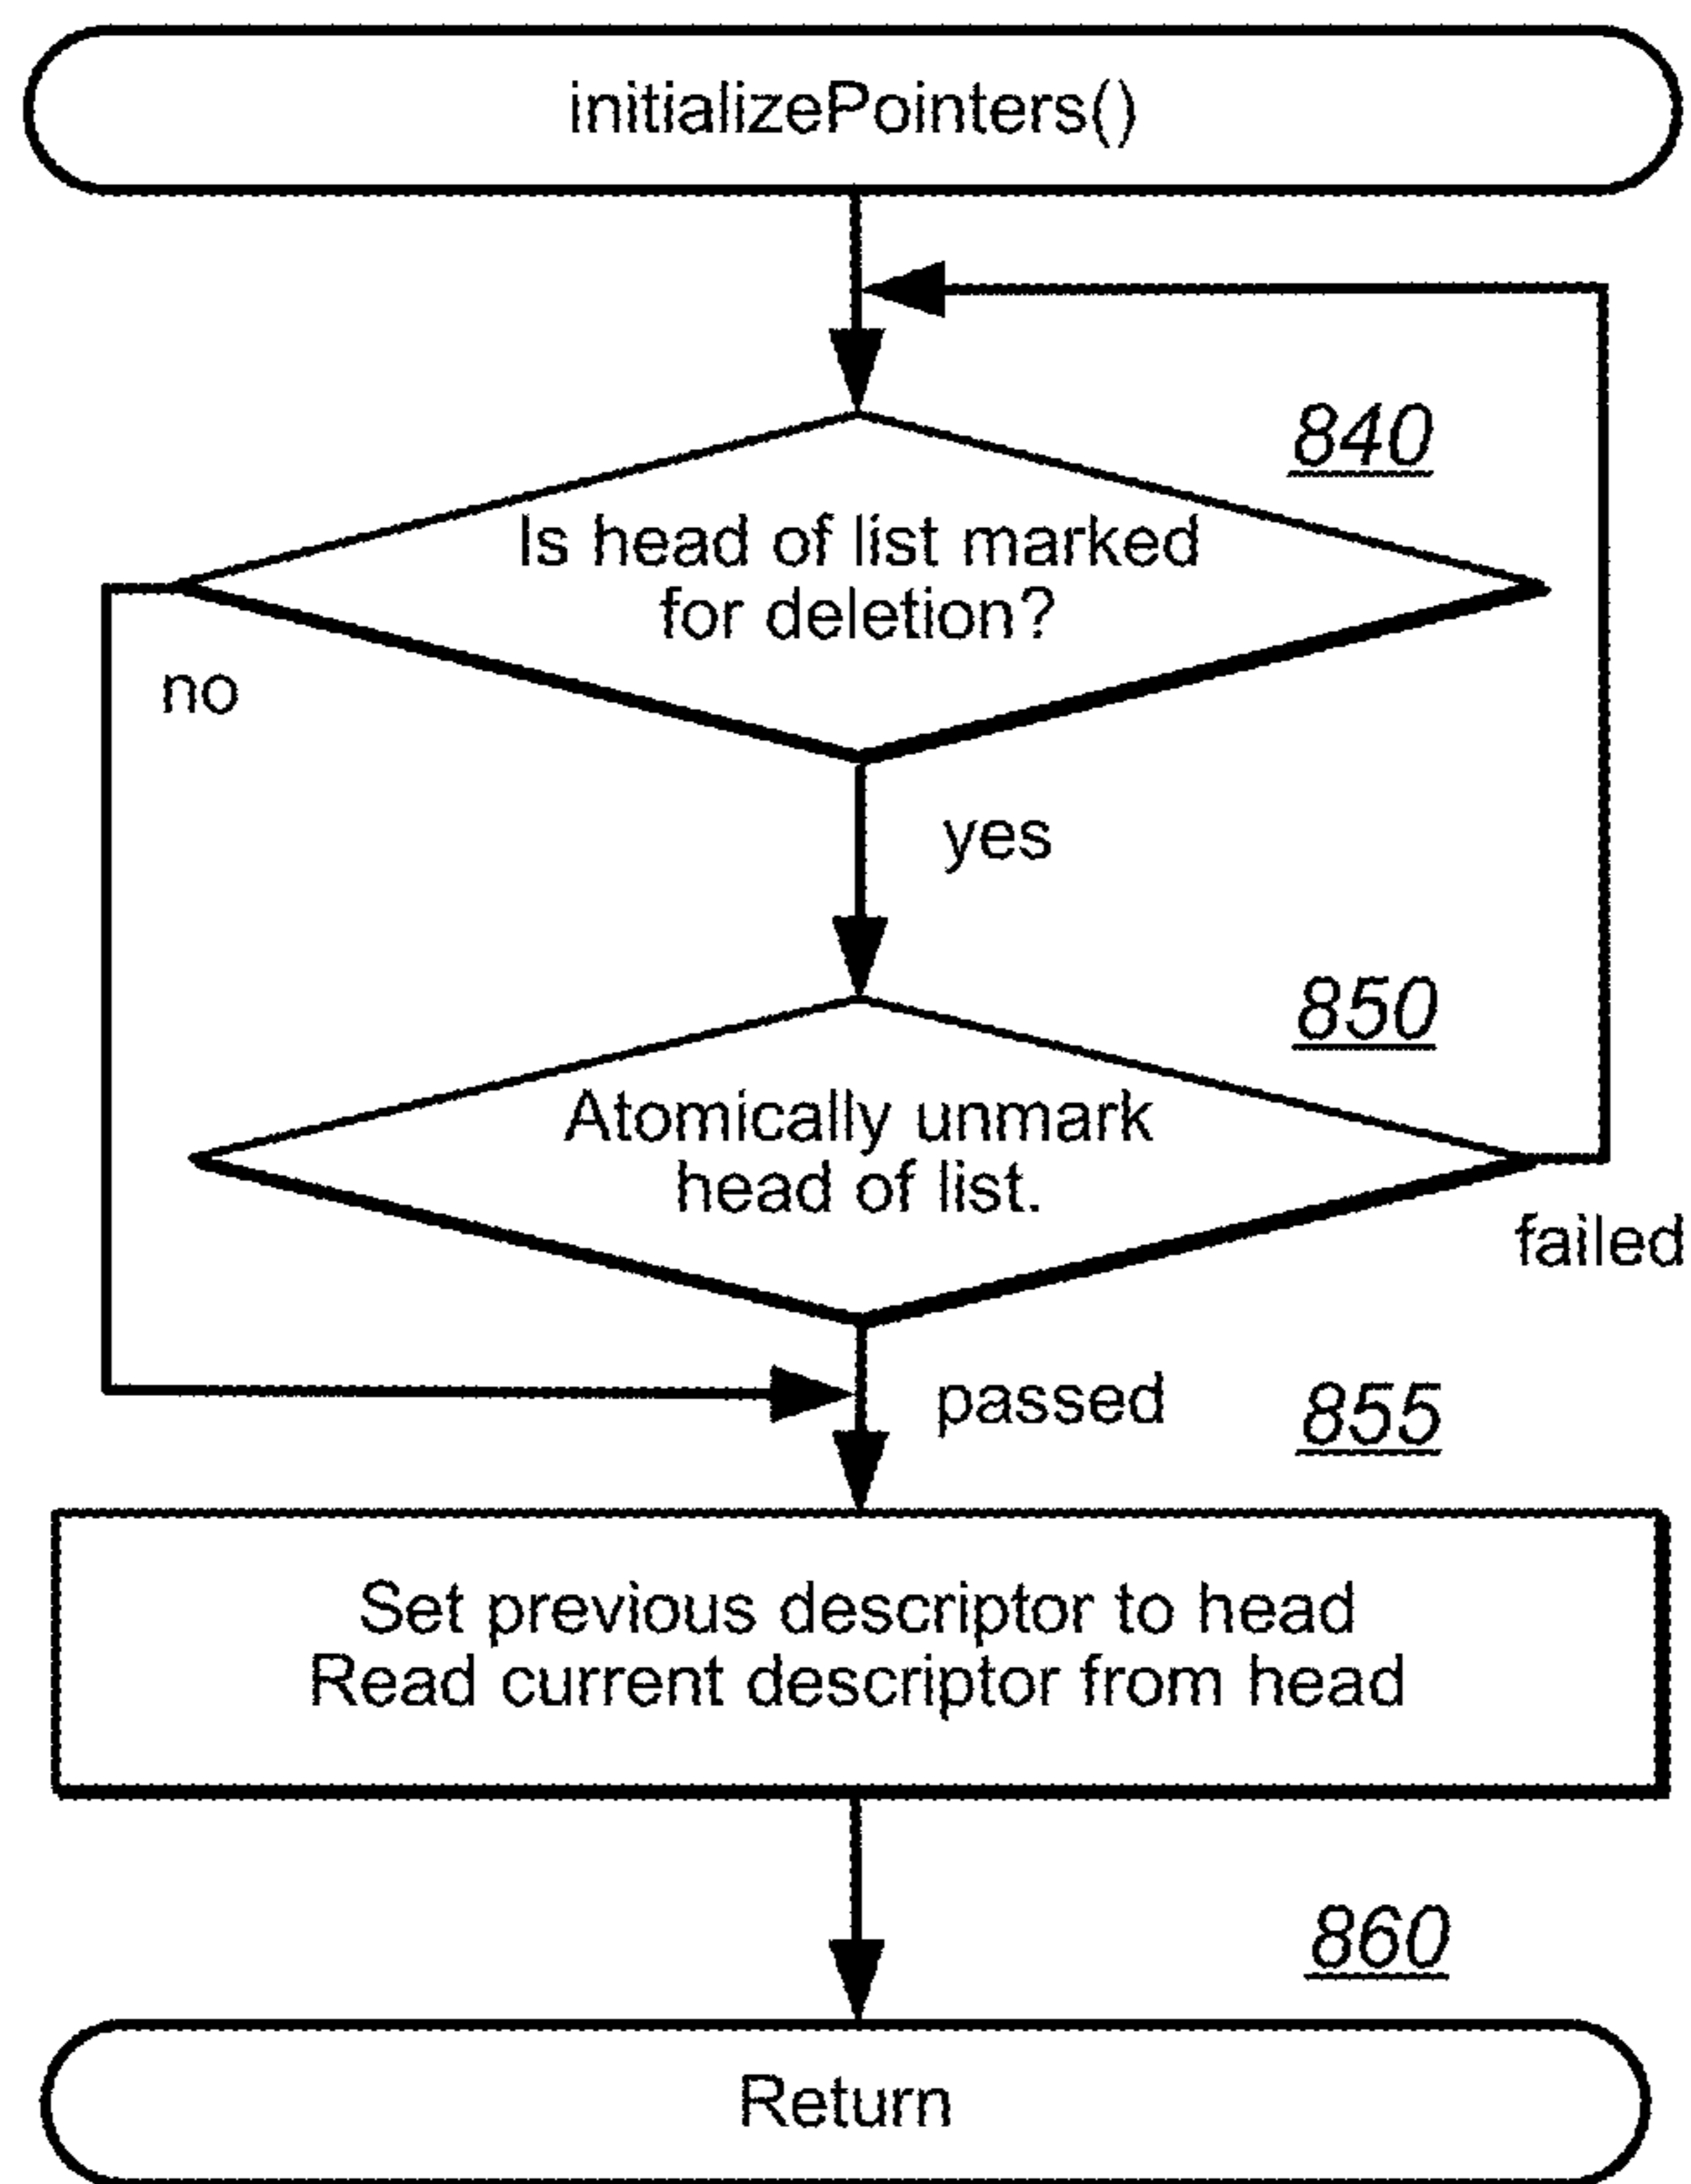 initializePointers()
840
Is head of list marked
for deletion?
no
yes
850
Atomically unmark
head of list.
failed
passed
855
Set previous descriptor to head
Read current descriptor from head
860
Return